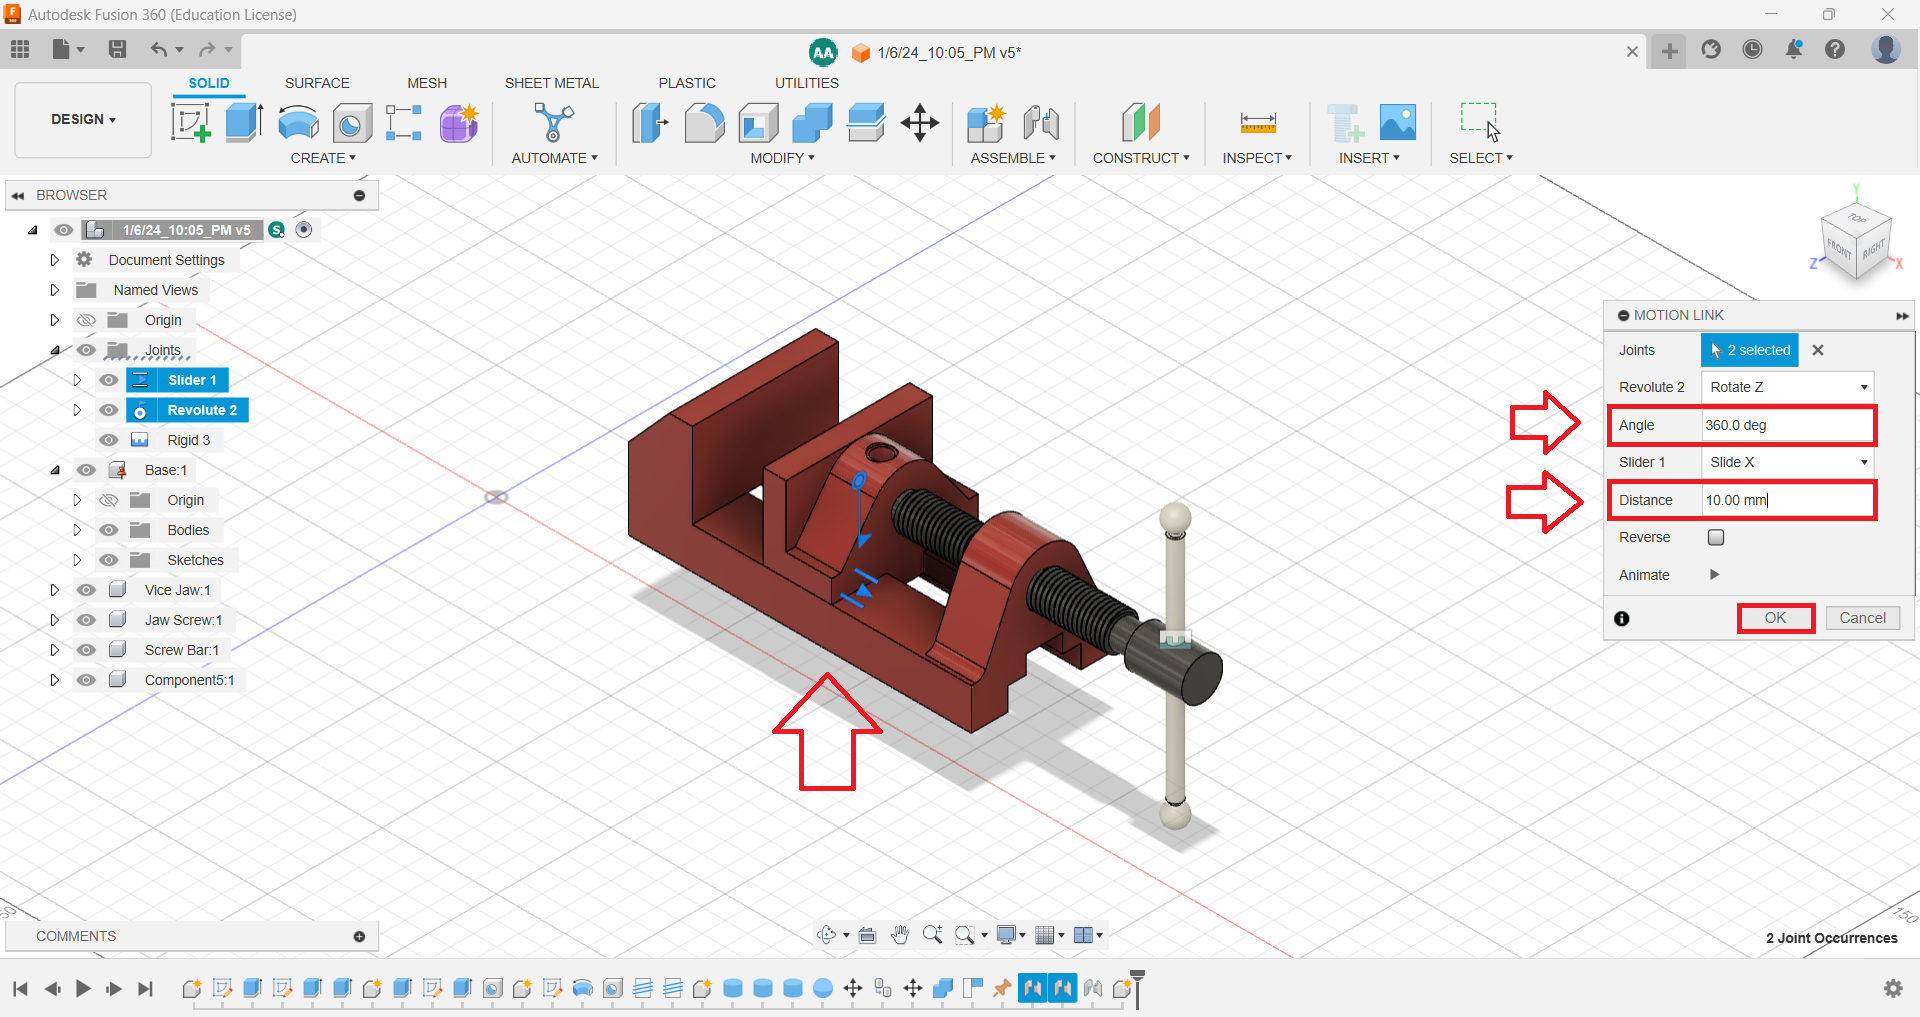 Autodesk Fusion 360 (Education License)
AA 1/6/24_10:05_PM v5*
SOLID SURFACE MESH SHEET METAL PLASTIC UTILITIES
DESIGN
CREATE AUTOMATE MODIFY ASSEMBLE CONSTRUCT INSPECT INSERT SELECT
BROWSER
1/6/24_10:05_PM v5 S
Document Settings
Named Views
Origin
Joints
Slider 1
Revolute 2
Rigid 3
Base:1
Origin
Bodies
Sketches
Vice Jaw:1
Jaw Screw:1
Screw Bar:1
Component5:1
Y
TOP
FRONT RIGHT
Z X
MOTION LINK
Joints 2 selected
Revolute 2 Rotate Z
Angle 360.0 deg
Slider 1 Slide X
Distance 10.00 mm
Reverse
Animate
OK Cancel
150
COMMENTS
2 Joint Occurrences